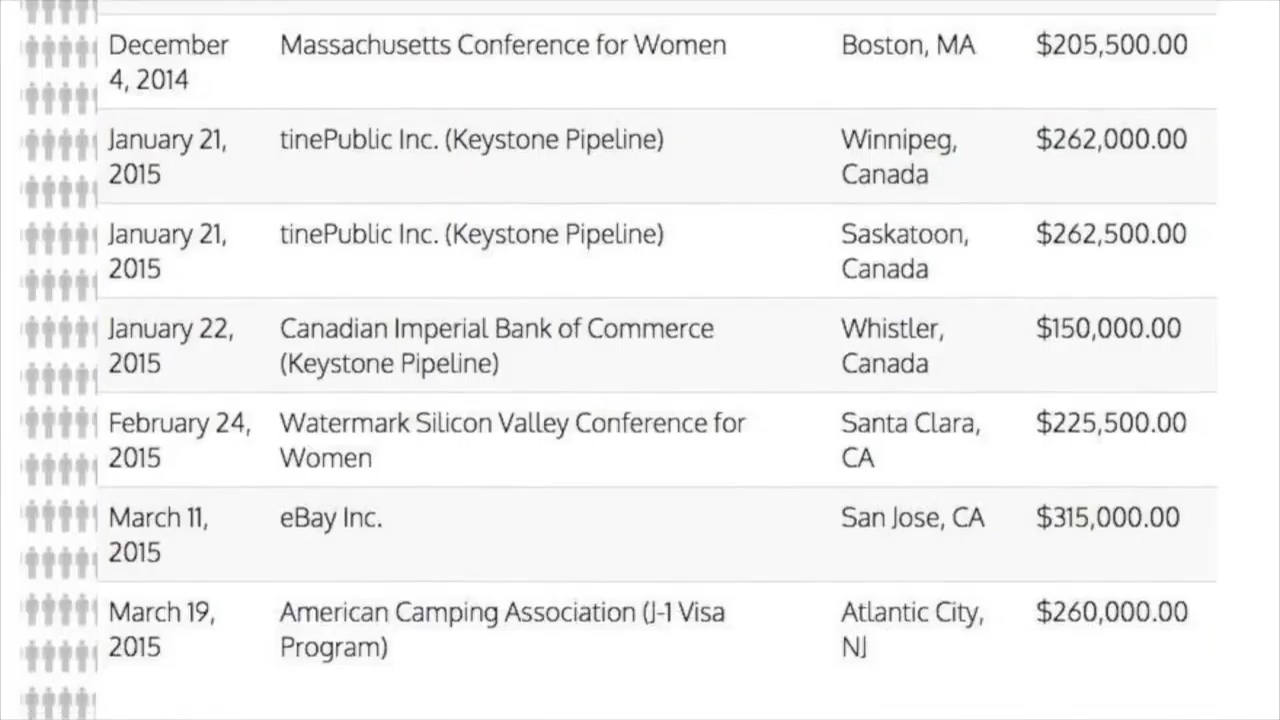 December Massachusetts Conference for Women Boston, MA $205,500.00
4, 2014
January 21, tinePublic Inc. (Keystone Pipeline) Winnipeg, $262,000.00
2015 Canada
January 21, tinePublic Inc. (Keystone Pipeline) Saskatoon, $262,500.00
2015 Canada
January 22, Canadian Imperial Bank of Commerce Whistler, $150,000.00
2015 (Keystone Pipeline) Canada
February 24, Watermark Silicon Valley Conference for Santa Clara, $225,500.00
2015 Women CA
March 11, eBay Inc. San Jose, CA $315,000.00
2015
March 19, American Camping Association (J-1 Visa Atlantic City, $260,000.00
2015 Program) NJ